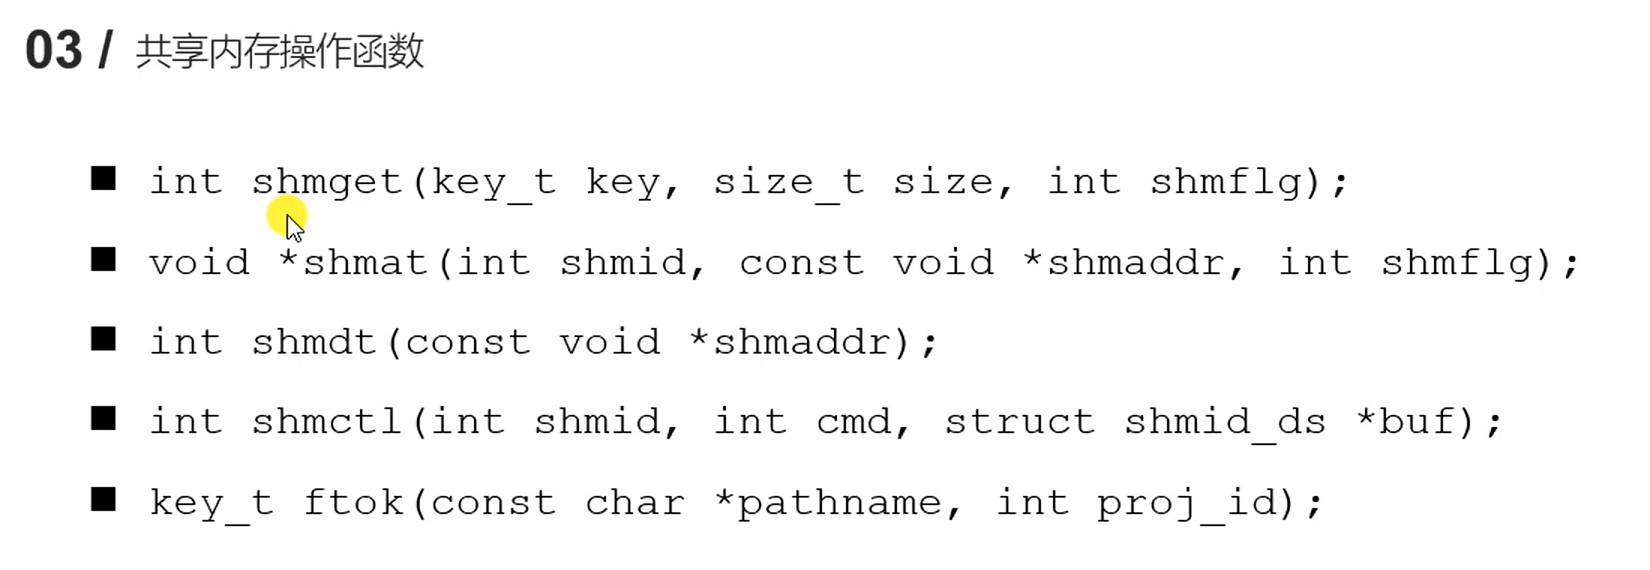 03 / 共享内存操作函数
■ int shmget(key_t key, size_t size, int shmflg);
■ void *shmat(int shmid, const void *shmaddr, int shmflg);
■ int shmdt(const void *shmaddr);
■ int shmctl(int shmid, int cmd, struct shmid_ds *buf);
■ key_t ftok(const char *pathname, int proj_id);